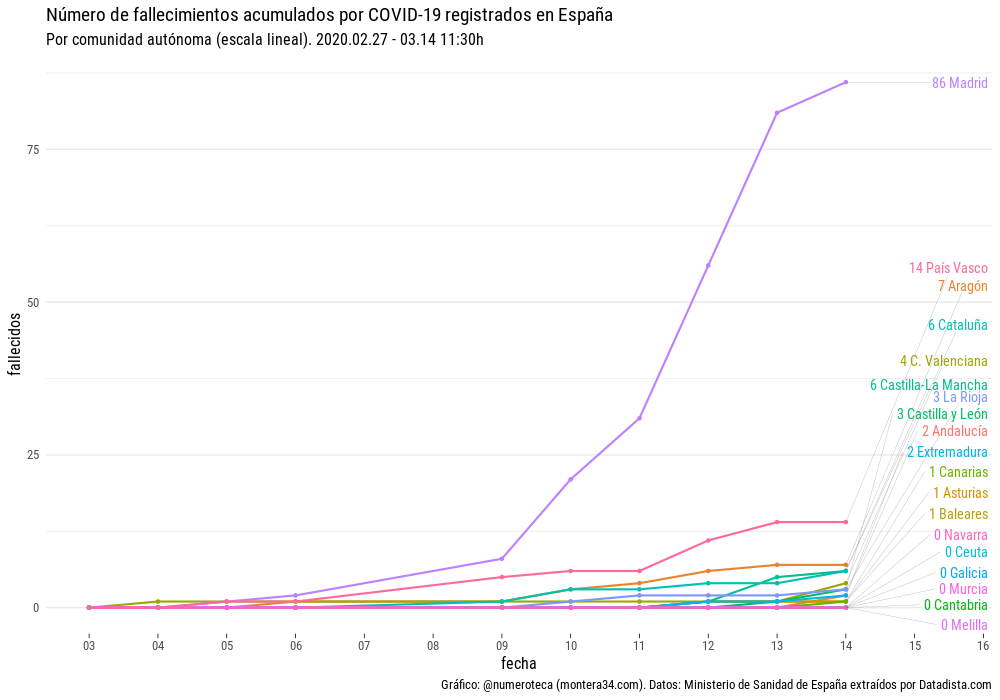 Número de fallecimientos acumulados por COVID-19 registrados en España
Por comunidad autónoma (escala lineal). 2020.02.27 - 03.14 11:30h
fallecidos
75
50
25
0
86 Madrid
14 País Vasco
7 Aragón
6 Cataluña
4 C. Valenciana
6 Castilla-La Mancha
3 La Rioja
3 Castilla y León
2 Andalucía
2 Extremadura
1 Canarias
1 Asturias
1 Baleares
0 Navarra
0 Ceuta
0 Galicia
0 Murcia
0 Cantabria
0 Melilla
03 04 05 06 07 08 09 10 11 12 13 14 15 16
fecha
Gráfico: @numeroteca (montera34.com). Datos: Ministerio de Sanidad de España extraídos por Datadista.com